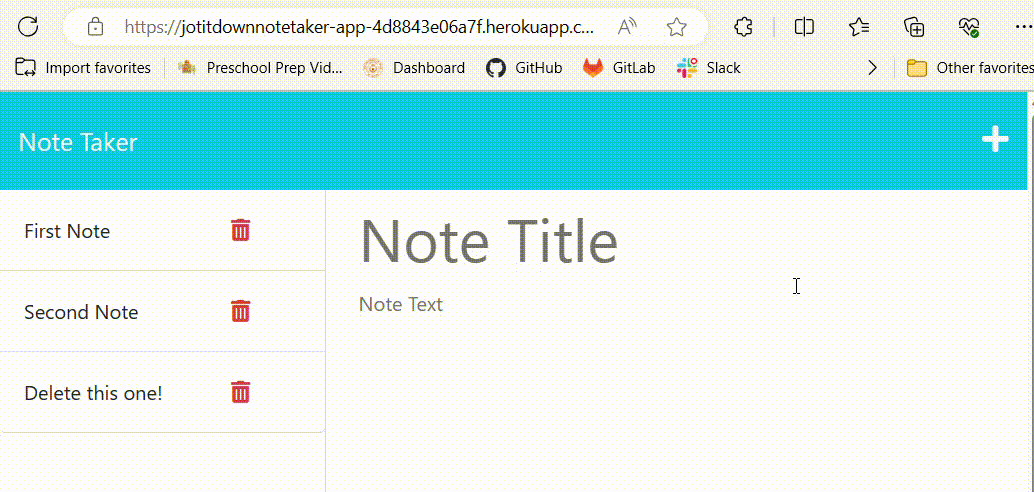 https://jotitdownnotetaker-app-4d8843e06a7f.herokuapp.c...
Import favorites Preschool Prep Vid... Dashboard GitHub GitLab Slack Other favorites
Note Taker
First Note
Note Title
Second Note
Note Text
Delete this one!